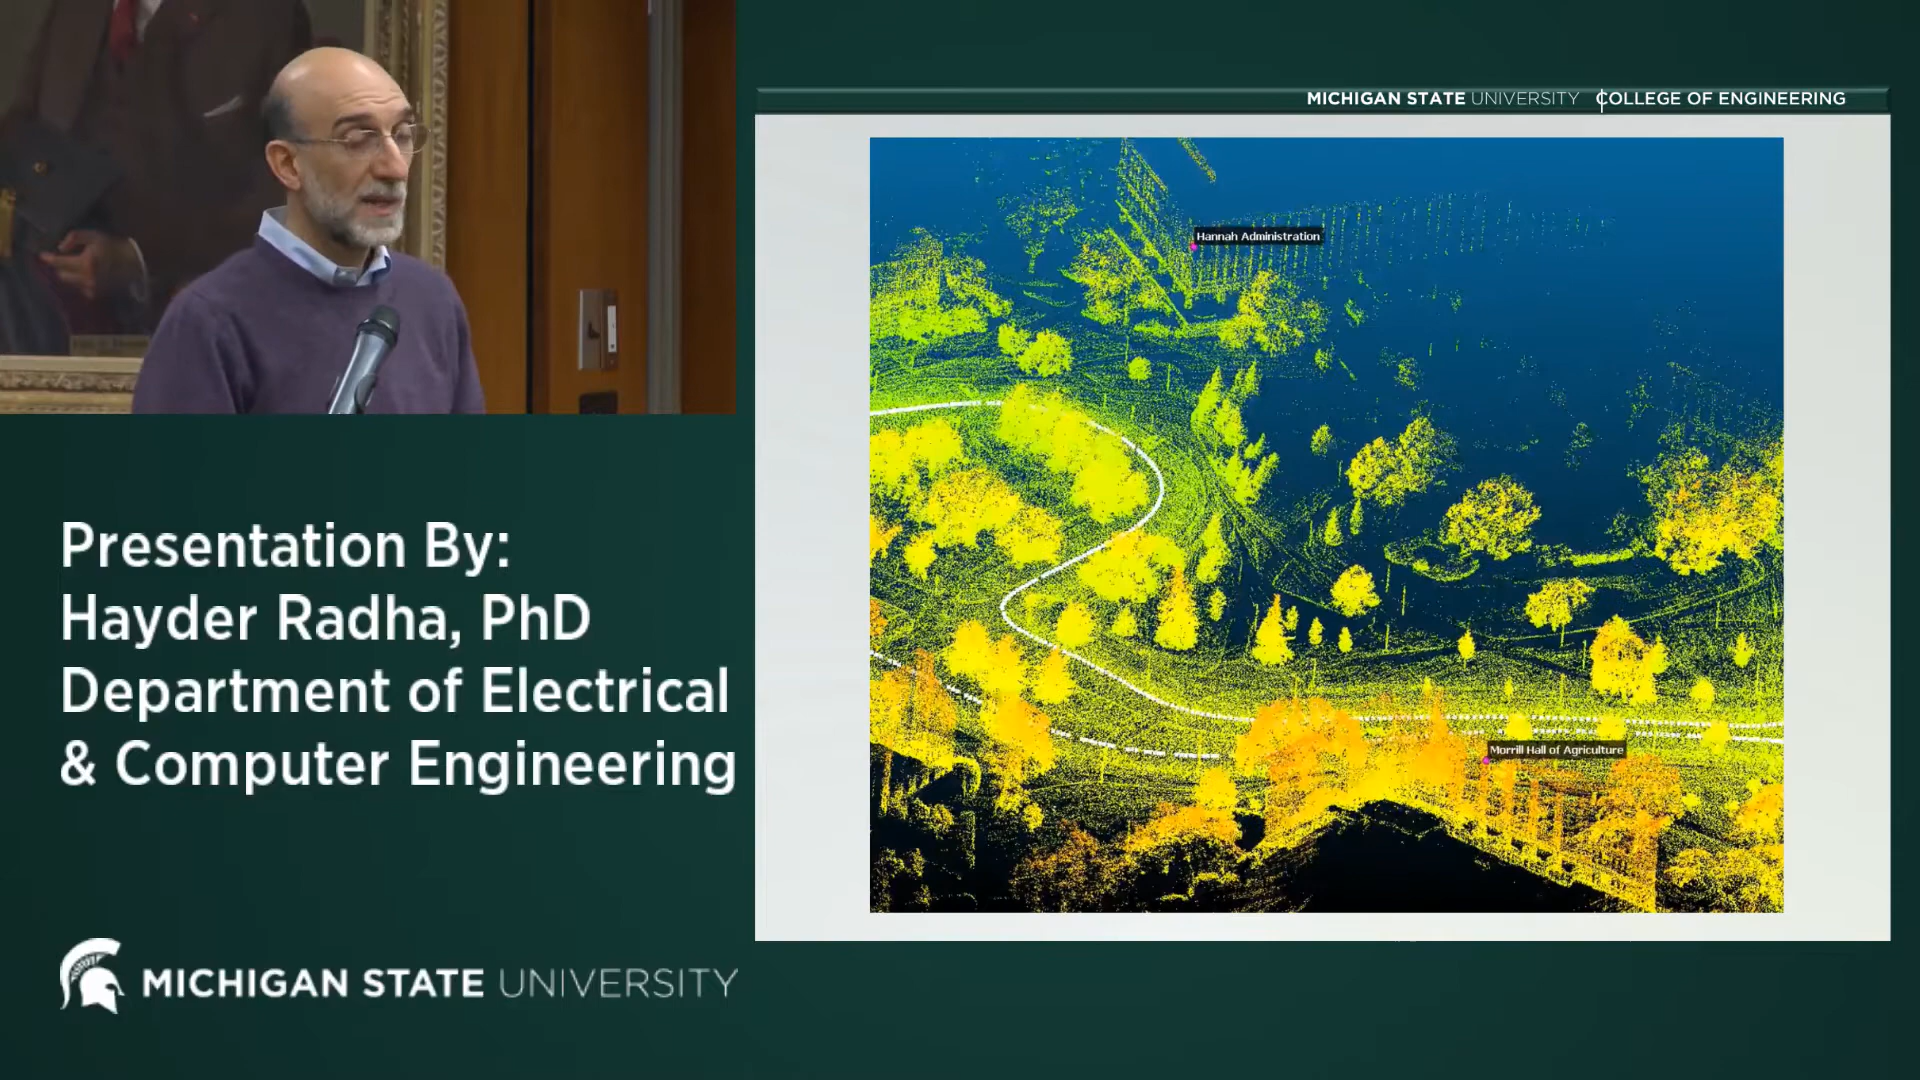 MICHIGAN STATE UNIVERSITY COLLEGE OF ENGINEERING
Hannah Administration
Morrill Hall of Agriculture
Presentation By:
Hayder Radha, PhD
Department of Electrical
& Computer Engineering
MICHIGAN STATE UNIVERSITY